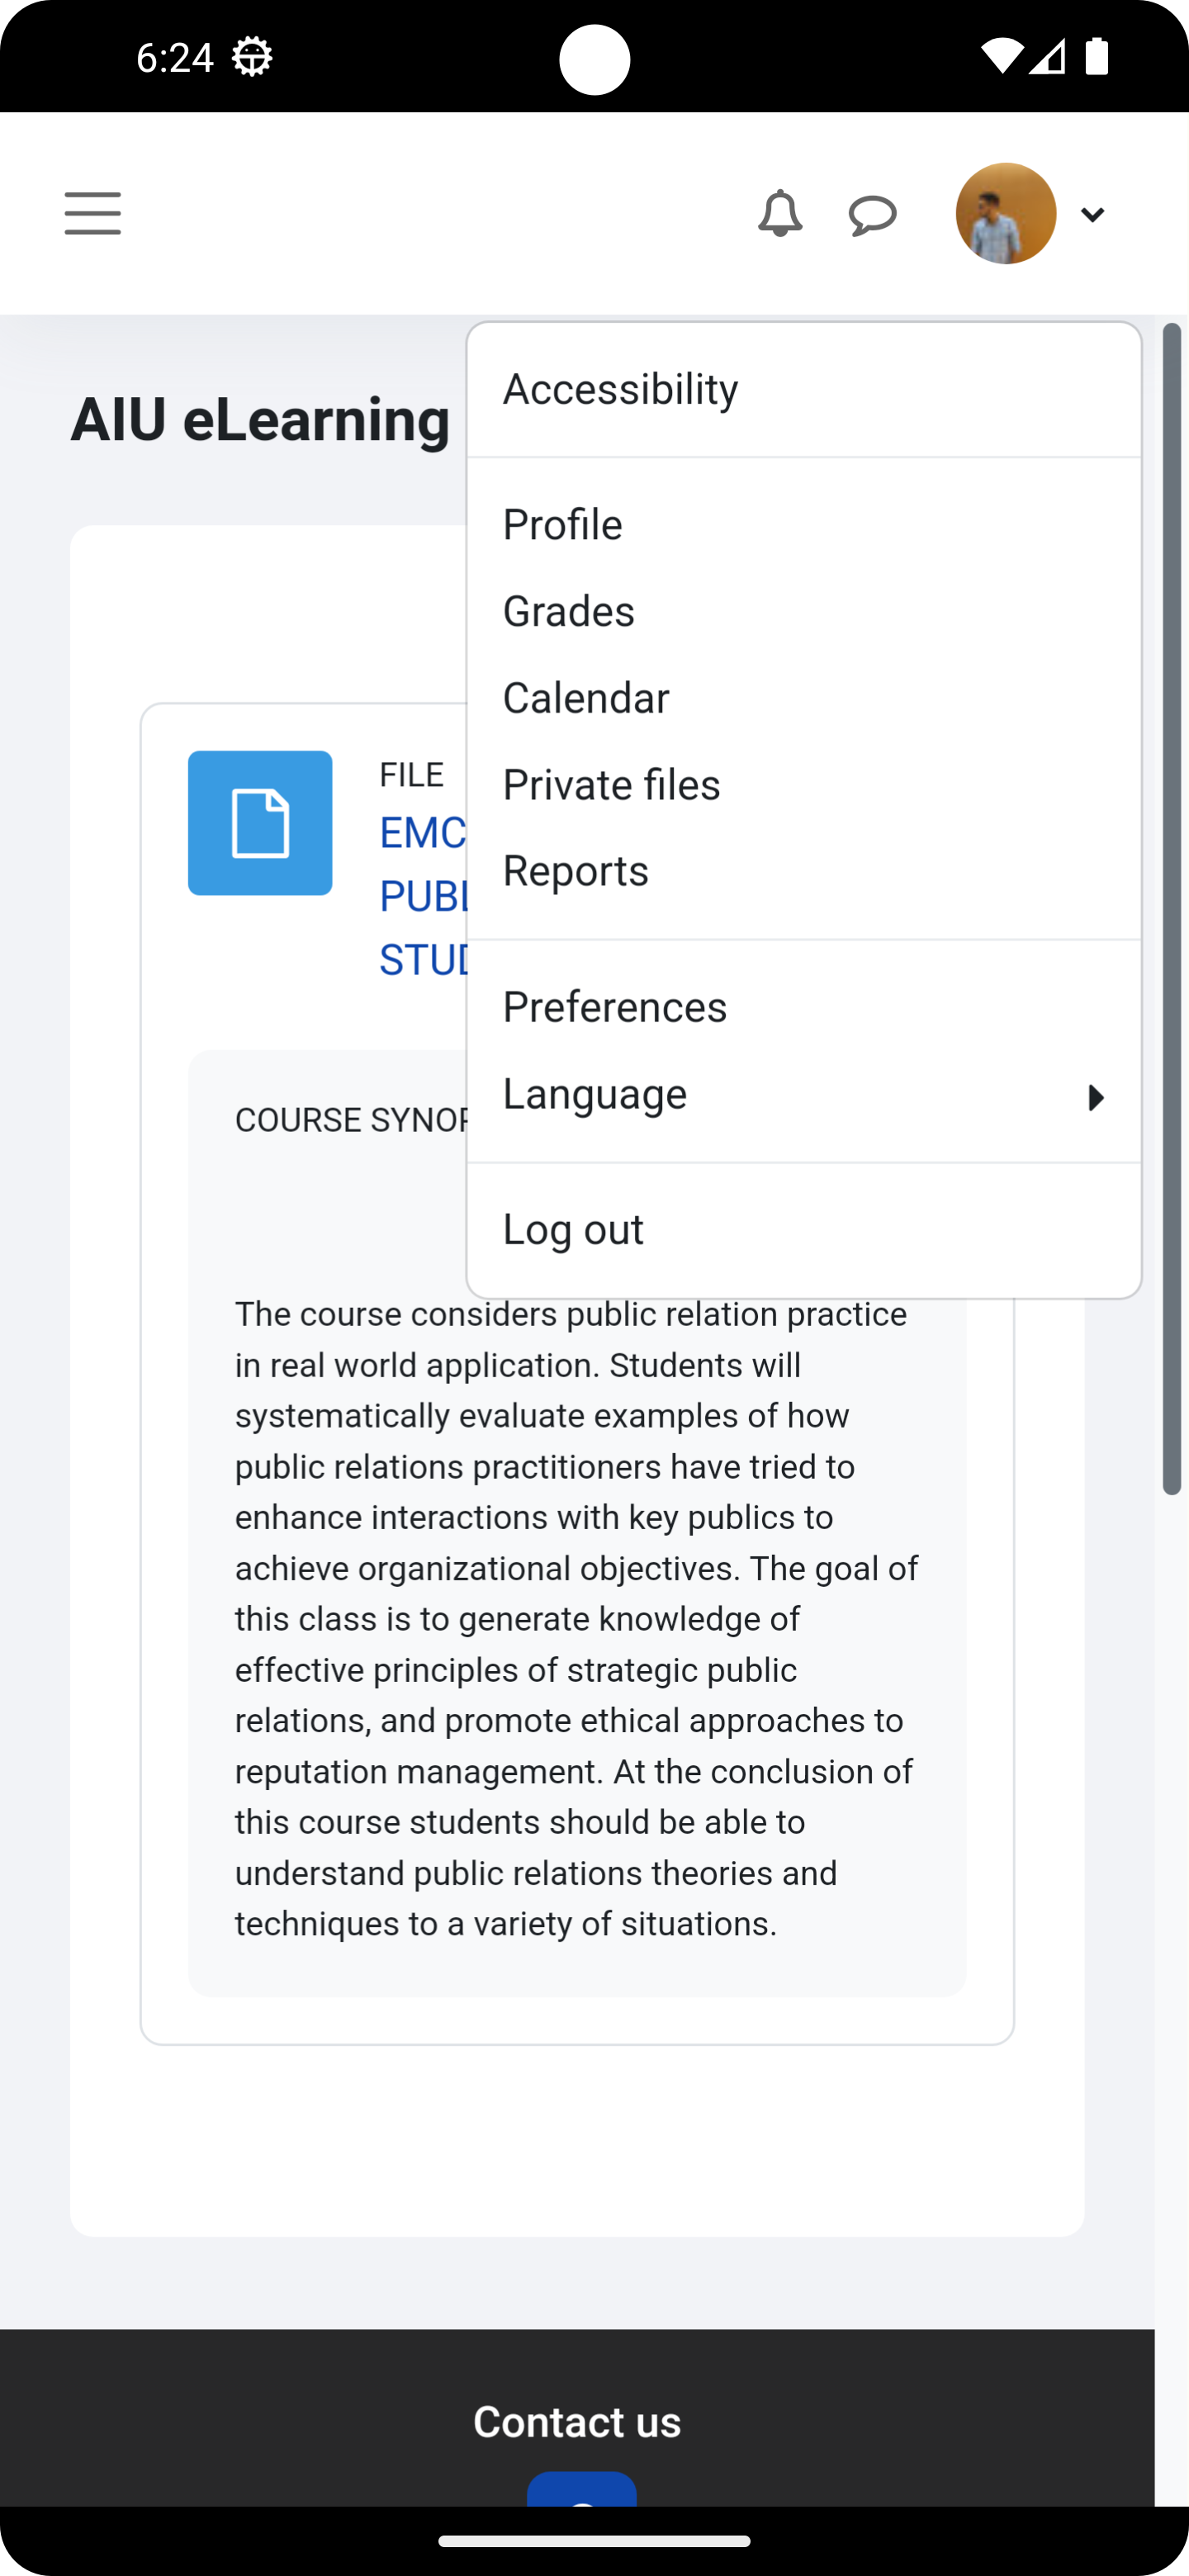 6:24
AIU eLearning
Accessibility
Profile
Grades
Calendar
Private files
Reports
Preferences
Language
Log out
FILE
EMC
PUBL
STUD
COURSE SYNOP
The course considers public relation practice
in real world application. Students will
systematically evaluate examples of how
public relations practitioners have tried to
enhance interactions with key publics to
achieve organizational objectives. The goal of
this class is to generate knowledge of
effective principles of strategic public
relations, and promote ethical approaches to
reputation management. At the conclusion of
this course students should be able to
understand public relations theories and
techniques to a variety of situations.
Contact us